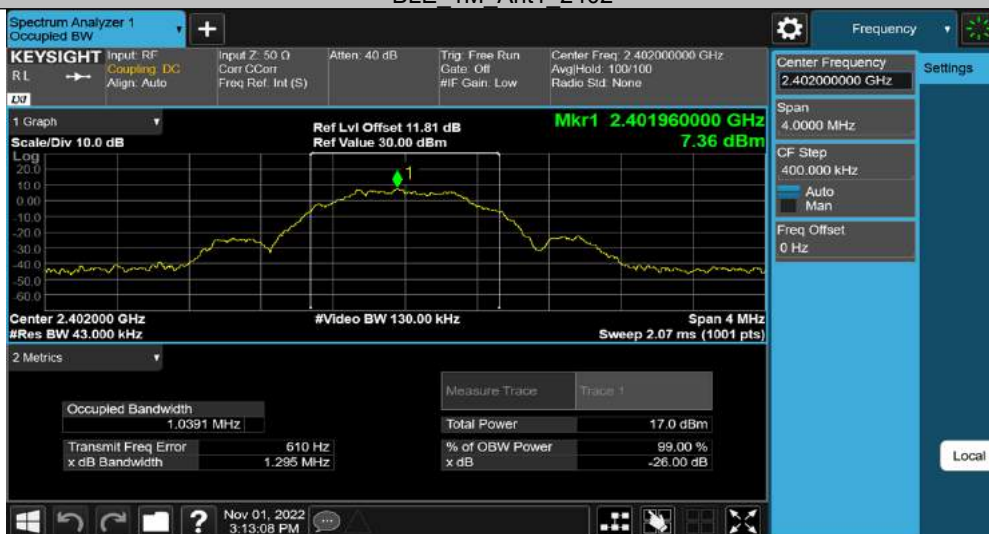 Spectrum Analyzer 1
Occupied BW
Frequency
KEYSIGHT
RL
LXI
Input: RF
Coupling: DC
Align: Auto
Input Z: 50 Ω
Corr CCorr
Freq Ref: Int (S)
Atten: 40 dB
Trig: Free Run
Gate: Off
#IF Gain: Low
Center Freq: 2.402000000 GHz
Avg|Hold: 100/100
Radio Std: None
Center Frequency
2.402000000 GHz
Settings
Span
4.0000 MHz
CF Step
400.000 kHz
Auto
Man
Freq Offset
0 Hz
1 Graph
Scale/Div 10.0 dB
Ref Lvl Offset 11.81 dB
Ref Value 30.00 dBm
Mkr1 2.401960000 GHz
7.36 dBm
Log
20.0
10.0
0.00
-10.0
-20.0
-30.0
-40.0
-50.0
-60.0
1
Center 2.402000 GHz
#Res BW 43.000 kHz
#Video BW 130.00 kHz
Span 4 MHz
Sweep 2.07 ms (1001 pts)
2 Metrics
Measure Trace
Trace 1
Occupied Bandwidth
1.0391 MHz
Total Power
17.0 dBm
Transmit Freq Error
610 Hz
% of OBW Power
99.00 %
x dB Bandwidth
1.295 MHz
x dB
-26.00 dB
Local
Nov 01, 2022
3:13:08 PM